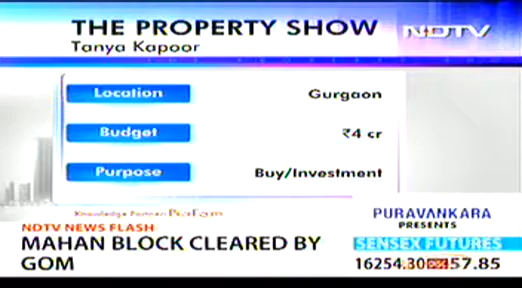 THE PROPERTY SHOW
Tanya Kapoor
NDTV
Location Gurgaon
Budget ₹4 cr
Purpose Buy/Investment
Knowledge Partner: PropEquity
NDTV NEWS FLASH
MAHAN BLOCK CLEARED BY
GOM
PURAVANKARA
PRESENTS
SENSEX FUTURES
16254.30 57.85